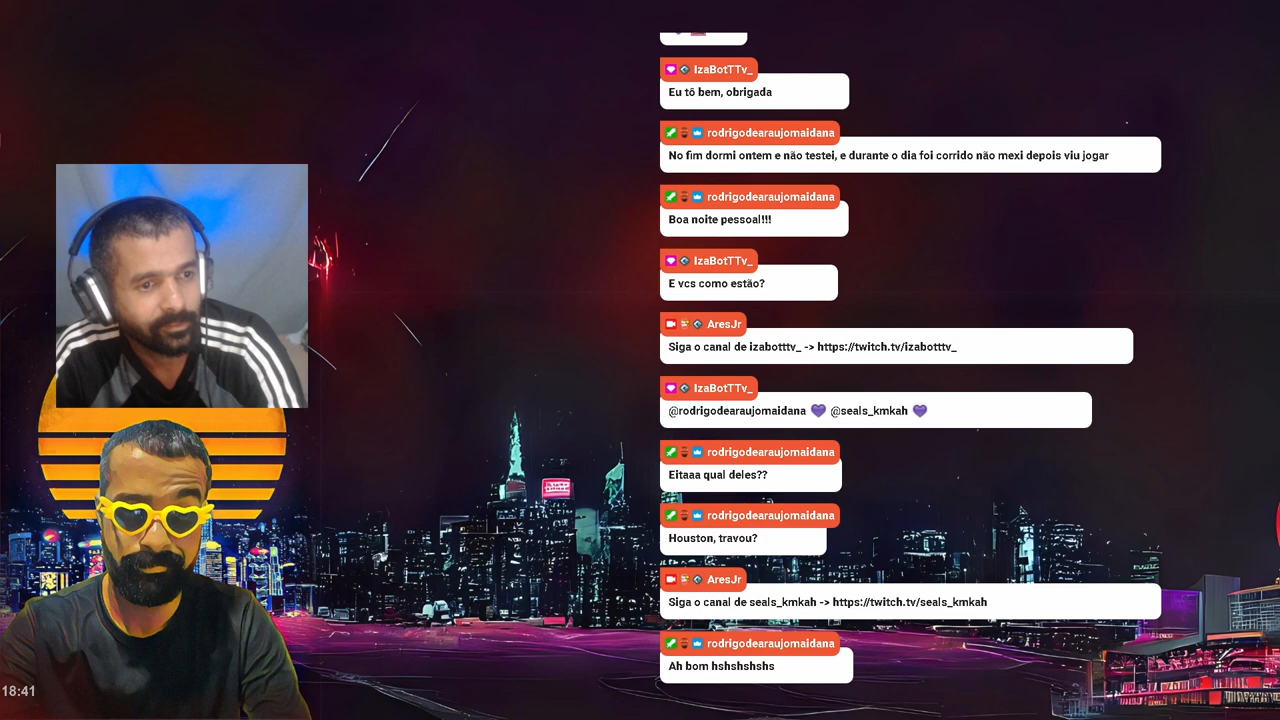 IzaBotTTv_
Eu tô bem, obrigada
rodrigodearaujomaidana
No fim dormi ontem e não testei, e durante o dia foi corrido não mexi depois viu jogar
rodrigodearaujomaidana
Boa noite pessoal!!!
IzaBotTTv_
E vcs como estão?
AresJr
Siga o canal de izabotttv_ -> https://twitch.tv/izabotttv_
IzaBotTTv_
@rodrigodearaujomaidana 💜 @seals_kmkah 💜
rodrigodearaujomaidana
Eitaaa qual deles??
rodrigodearaujomaidana
Houston, travou?
AresJr
Siga o canal de seals_kmkah -> https://twitch.tv/seals_kmkah
rodrigodearaujomaidana
Ah bom hshshshshs
18:41